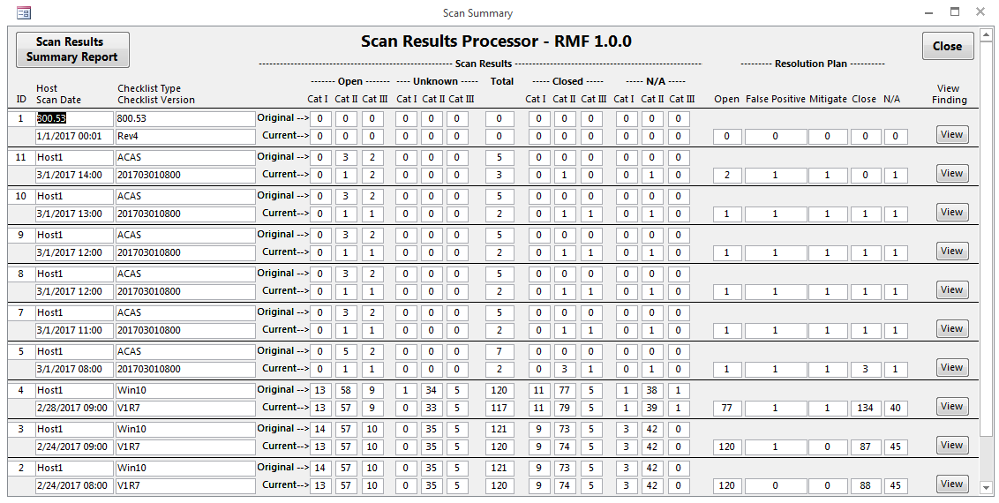 Scan Summary
Scan Results Summary Report
Scan Results Processor - RMF 1.0.0
Close
Scan Results
Resolution Plan
Open Unknown Total Closed N/A
Host Checklist Type View
ID Scan Date Checklist Version Cat I Cat II Cat III Cat I Cat II Cat III Cat I Cat II Cat III Cat I Cat II Cat III Open False Positive Mitigate Close N/A Finding
1 800.53 800.53 Original --> 0 0 0 0 0 0 0 0 0 0 0 0 0
1/1/2017 00:01 Rev4 Current--> 0 0 0 0 0 0 0 0 0 0 0 0 0 0 0 0 0 0 View
11 Host1 ACAS Original --> 0 3 2 0 0 0 5 0 0 0 0 0 0
3/1/2017 14:00 201703010800 Current--> 0 1 2 0 0 0 3 0 1 0 0 1 0 2 1 1 0 1 View
10 Host1 ACAS Original --> 0 3 2 0 0 0 5 0 0 0 0 0 0
3/1/2017 13:00 201703010800 Current--> 0 1 1 0 0 0 2 0 1 1 0 1 0 1 1 1 1 1 View
9 Host1 ACAS Original --> 0 3 2 0 0 0 5 0 0 0 0 0 0
3/1/2017 12:00 201703010800 Current--> 0 1 1 0 0 0 2 0 1 1 0 1 0 1 1 1 1 1 View
8 Host1 ACAS Original --> 0 3 2 0 0 0 5 0 0 0 0 0 0
3/1/2017 12:00 201703010800 Current--> 0 1 1 0 0 0 2 0 1 1 0 1 0 1 1 1 1 1 View
7 Host1 ACAS Original --> 0 3 2 0 0 0 5 0 0 0 0 0 0
3/1/2017 11:00 201703010800 Current--> 0 1 1 0 0 0 2 0 1 1 0 1 0 1 1 1 1 1 View
5 Host1 ACAS Original --> 0 5 2 0 0 0 7 0 0 0 0 0 0
3/1/2017 08:00 201703010800 Current--> 0 1 1 0 0 0 2 0 3 1 0 1 0 1 1 1 3 1 View
4 Host1 Win10 Original --> 13 58 9 1 34 5 120 11 77 5 1 38 1
2/28/2017 09:00 V1R7 Current--> 13 57 9 0 33 5 117 11 79 5 1 39 1 77 1 1 134 40 View
3 Host1 Win10 Original --> 14 57 10 0 35 5 121 9 73 5 3 42 0
2/24/2017 09:00 V1R7 Current--> 13 57 10 0 35 5 120 9 74 5 3 42 0 120 1 0 87 45 View
2 Host1 Win10 Original --> 14 57 10 0 35 5 121 9 73 5 3 42 0
2/24/2017 08:00 V1R7 Current--> 13 57 10 0 35 5 120 9 74 5 3 42 0 120 0 0 88 45 View